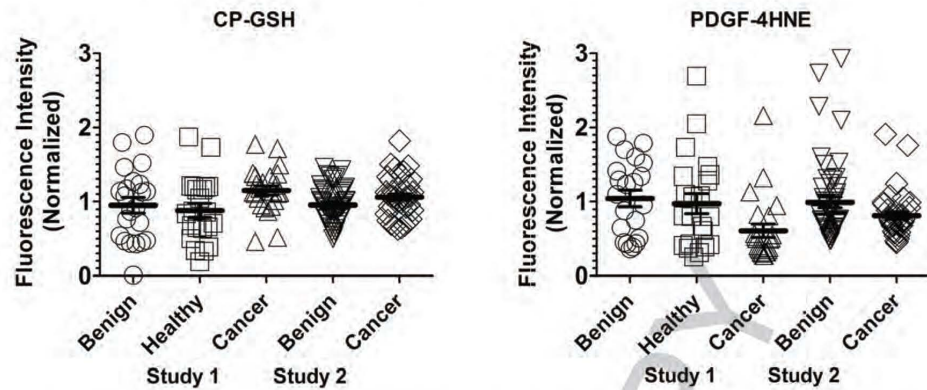 CP-GSH
Fluorescence Intensity
(Normalized)
3
2
1
0
Benign
Healthy
Cancer
Benign
Cancer
Study 1
Study 2
PDGF-4HNE
Fluorescence Intensity
(Normalized)
3
2
1
0
Benign
Healthy
Cancer
Benign
Cancer
Study 1
Study 2